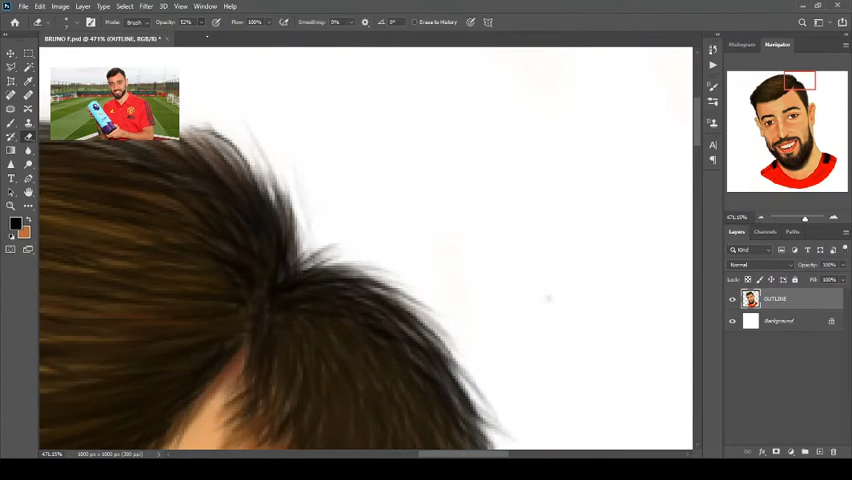 File Edit Image Layer Type Select Filter 3D View Window Help
Mode: Brush Opacity: 52% Flow: 100% Smoothing: 9% 0° Erase to History
BRUNO F.psd @ 471% (OUTLINE, RGB/8) *
Histogram Navigator
471.15%
Layers Channels Paths
Kind
Normal Opacity: 100%
Lock: Fill: 100%
OUTLINE
Background
471.15% 1000 px x 1000 px (300 ppi)